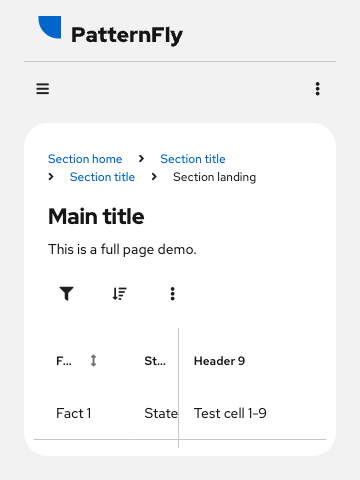 PatternFly
Section home > Section title
> Section title > Section landing
Main title
This is a full page demo.
F... St... Header 9
Fact 1 State Test cell 1-9